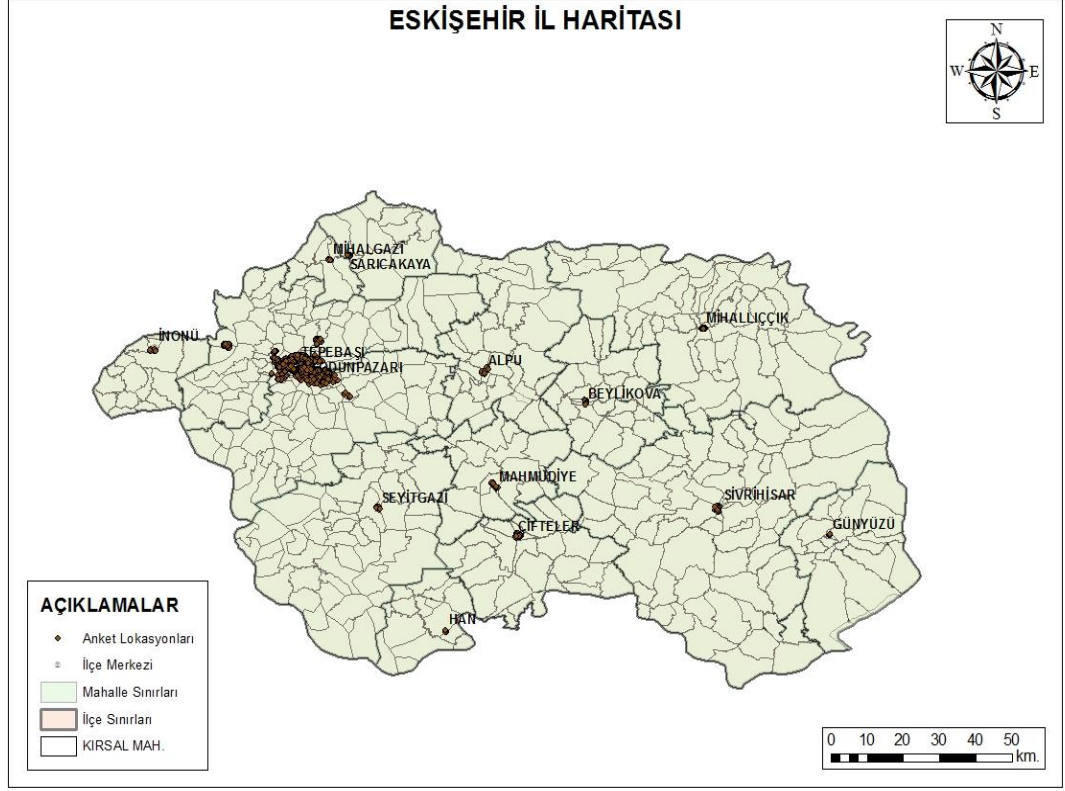 ESKİŞEHİR İL HARİTASI
N
W E
S
MİHALGAZİ
SARICAKAYA
MİHALLIÇÇIK
İNÖNÜ
TEPEBAŞI
ODUNPAZARI
ALPU
BEYLİKOVA
MAHMUDİYE
SEYİTGAZİ
SİVRİHİSAR
ÇİFTELER
GÜNYÜZÜ
HAN
AÇIKLAMALAR
Anket Lokasyonları
İlçe Merkezi
Mahalle Sınırları
İlçe Sınırları
KIRSAL MAH.
0 10 20 30 40 50
km.